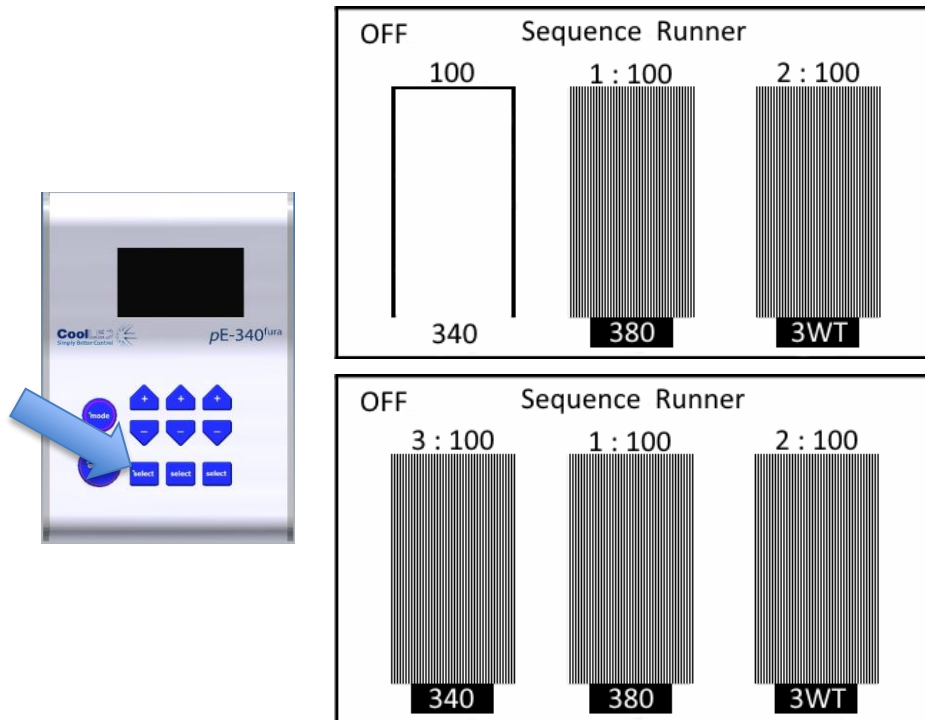 OFF Sequence Runner
100 1 : 100 2 : 100
340 380 3WT
CoolLED
Simply Better Control
pE-340fura
mode
+ + +
– – –
select select select
OFF Sequence Runner
3 : 100 1 : 100 2 : 100
340 380 3WT